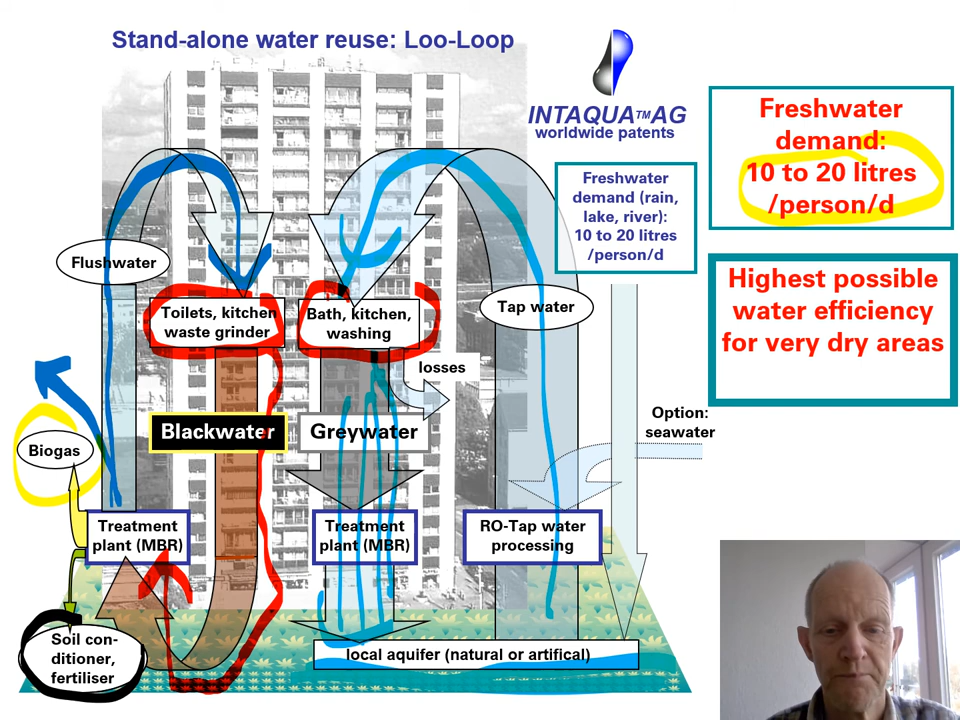 Stand-alone water reuse: Loo-Loop
INTAQUA™AG
worldwide patents
Freshwater
demand:
10 to 20 litres
/person/d
Freshwater
demand (rain,
lake, river):
10 to 20 litres
/person/d
Flushwater
Highest possible
water efficiency
for very dry areas
Toilets, kitchen
waste grinder
Bath, kitchen,
washing
Tap water
losses
Option:
seawater
Blackwater
Greywater
Biogas
Treatment
plant (MBR)
Treatment
plant (MBR)
RO-Tap water
processing
Soil con-
ditioner,
fertiliser
local aquifer (natural or artifical)